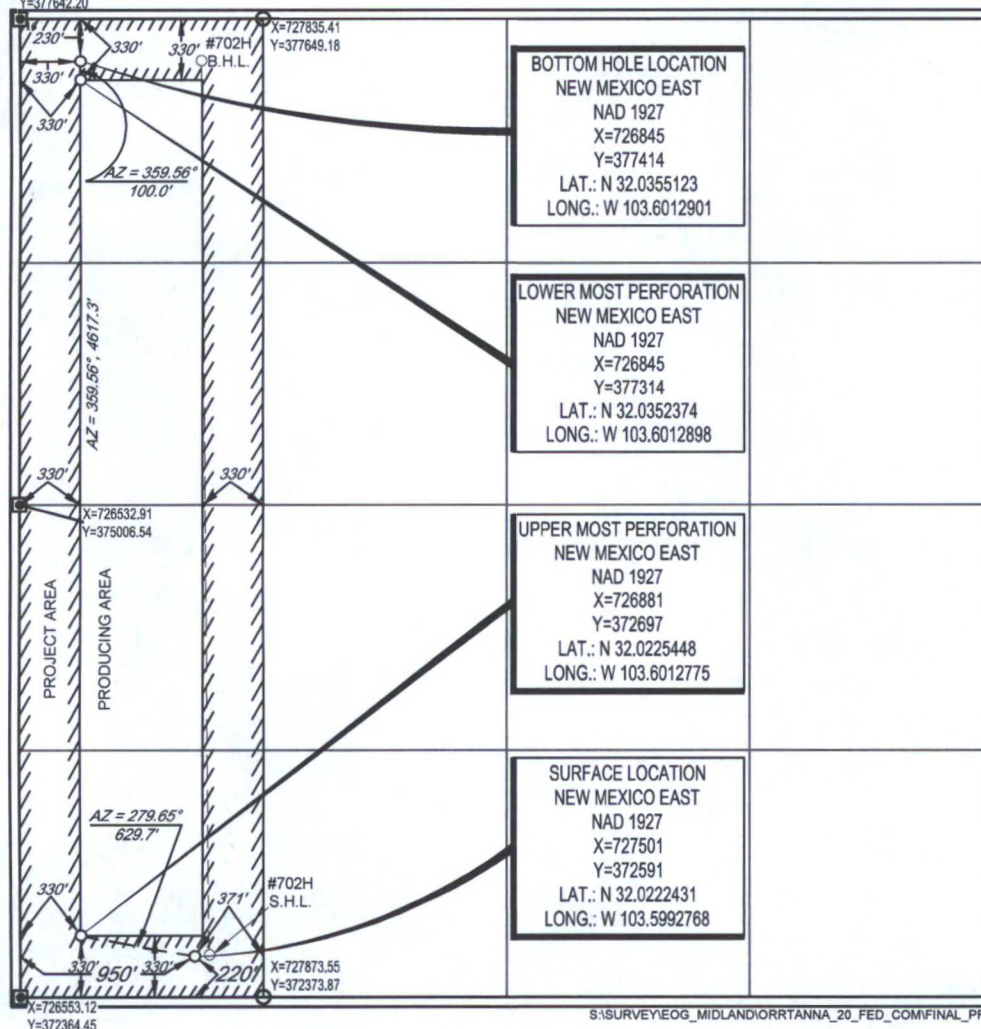 Y=377642.20
X=727835.41
Y=377649.18
230'
330'
330'
#702H
B.H.L.
330'
330'
AZ = 359.56°
100.0'
BOTTOM HOLE LOCATION
NEW MEXICO EAST
NAD 1927
X=726845
Y=377414
LAT.: N 32.0355123
LONG.: W 103.6012901
LOWER MOST PERFORATION
NEW MEXICO EAST
NAD 1927
X=726845
Y=377314
LAT.: N 32.0352374
LONG.: W 103.6012898
AZ = 359.56°, 4617.3'
330'
330'
X=726532.91
Y=375006.54
PROJECT AREA
PRODUCING AREA
UPPER MOST PERFORATION
NEW MEXICO EAST
NAD 1927
X=726881
Y=372697
LAT.: N 32.0225448
LONG.: W 103.6012775
SURFACE LOCATION
NEW MEXICO EAST
NAD 1927
X=727501
Y=372591
LAT.: N 32.0222431
LONG.: W 103.5992768
AZ = 279.65°
629.7'
330'
371'
#702H
S.H.L.
330'
950'
330'
220'
X=727873.55
Y=372373.87
X=726553.12
Y=372364.45
S:\SURVEY\EOG_MIDLAND\ORRTANNA_20_FED_COM\FINAL_PR